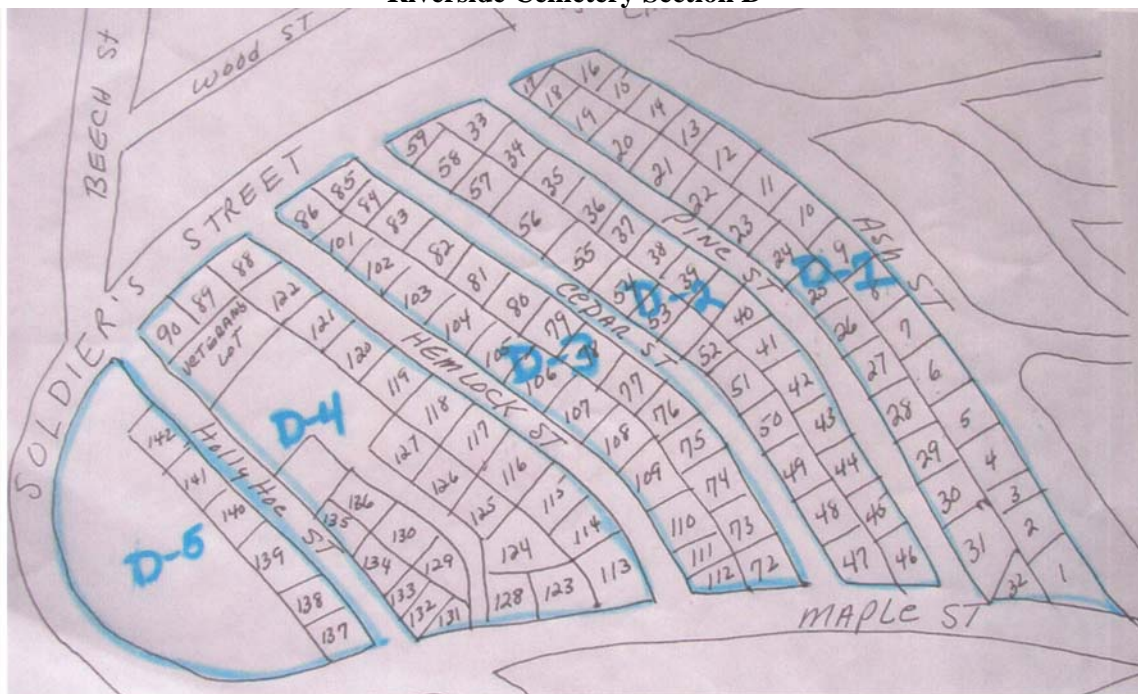 Riverside Cemetery Section D
Wood ST
BEECH St
SOLDIER'S STREET
ASH ST
PINE ST
CEDAR ST
HEMLOCK ST
Holly Hoc ST
MAPLE ST
D-1
D-2
D-3
D-4
D-5
VETERANS LOT
17 16 15 14 13 12 11 10 9 8 7 6 5 4 3 2 1
18 19 20 21 22 23 24 25 26 27 28 29 30 31 32
59 33 34 35 36 37 38 39 40 41 42 43 44 45 46
58 57 56 55 54 53 52 51 50 49 48 47
86 85 84 83 82 81 80 79 78 77 76 75 74 73 72
101 102 103 104 105 106 107 108 109 110 111 112
90 89 88
122 121 120 119 118 117 116 115 114 113
127 126 125 124 123 128
136 135 130 129 134 133 132 131
142 141 140 139 138 137